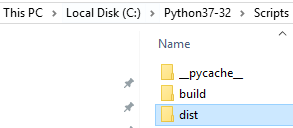 This PC > Local Disk (C:) > Python37-32 > Scripts
Name
__pycache__
build
dist